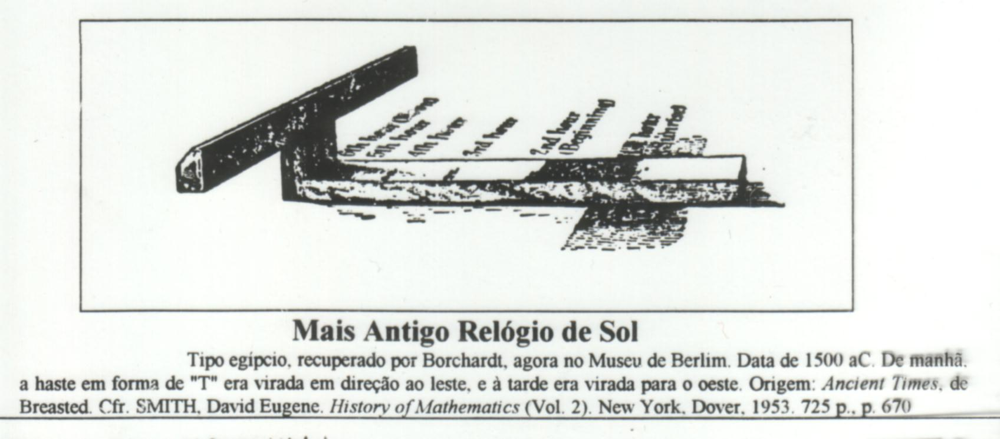 6th hour
5th hour
4th hour
3rd hour
2nd hour
(Beginning)
hour
Mais Antigo Relógio de Sol
Tipo egípcio, recuperado por Borchardt, agora no Museu de Berlim. Data de 1500 aC. De manhã,
a haste em forma de "T" era virada em direção ao leste, e à tarde era virada para o oeste. Origem: Ancient Times, de
Breasted. Cfr. SMITH, David Eugene. History of Mathematics (Vol. 2). New York, Dover, 1953. 725 p., p. 670